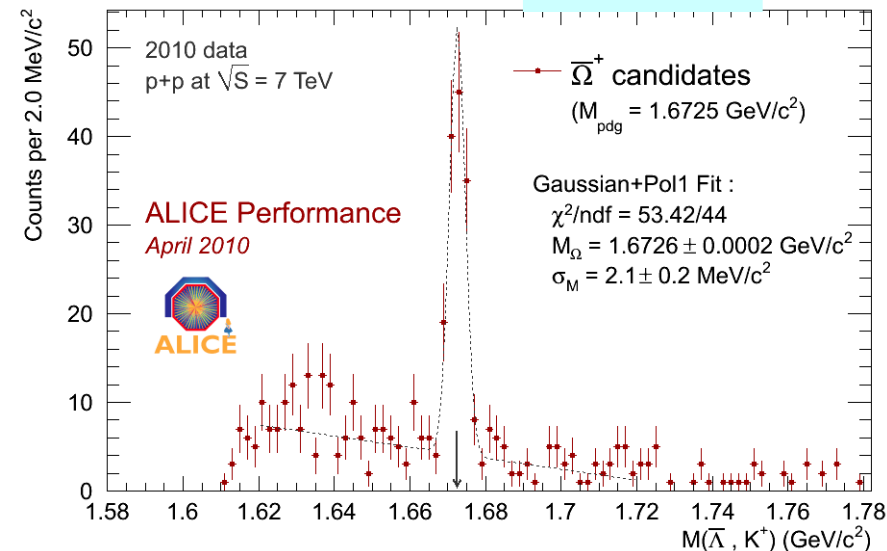 2010 data
p+p at √S = 7 TeV
Ω̅⁺ candidates
(M_pdg = 1.6725 GeV/c²)
Gaussian+Pol1 Fit :
χ²/ndf = 53.42/44
M_Ω = 1.6726 ± 0.0002 GeV/c²
σ_M = 2.1 ± 0.2 MeV/c²
ALICE Performance
April 2010
ALICE
Counts per 2.0 MeV/c²
50
40
30
20
10
0
1.58 1.6 1.62 1.64 1.66 1.68 1.7 1.72 1.74 1.76 1.78
M(Λ̅ , K⁺) (GeV/c²)